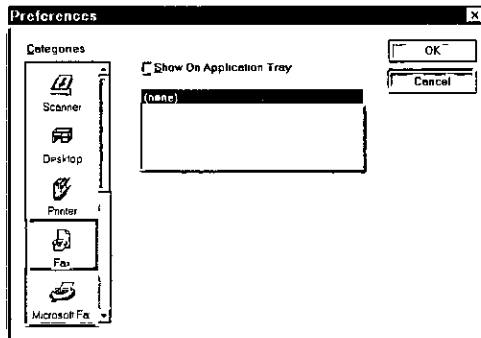 Preferences
Categories
Show On Application Tray
OK
Cancel
(none)
Scanner
Desktop
Printer
Fax
Microsoft Fa